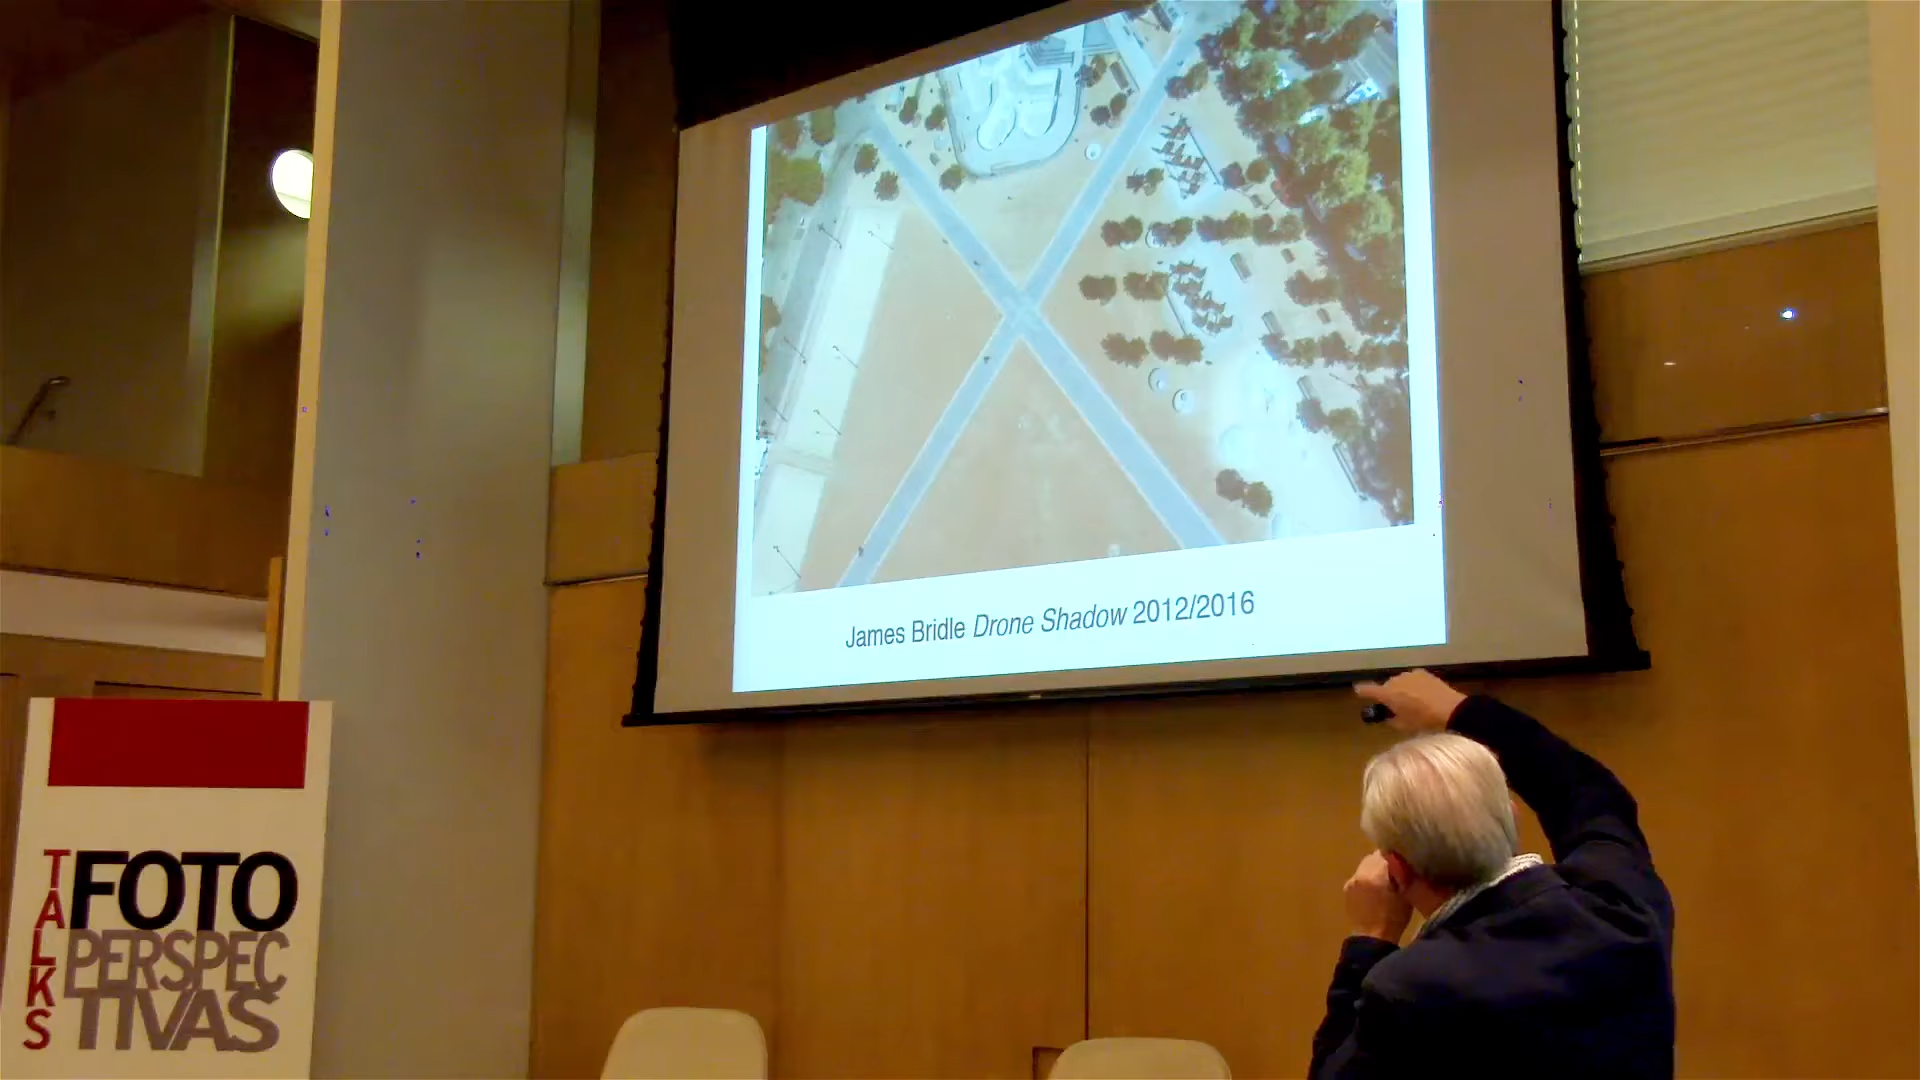 James Bridle Drone Shadow 2012/2016
TALKS
FOTO
PERSPEC
TIVAS